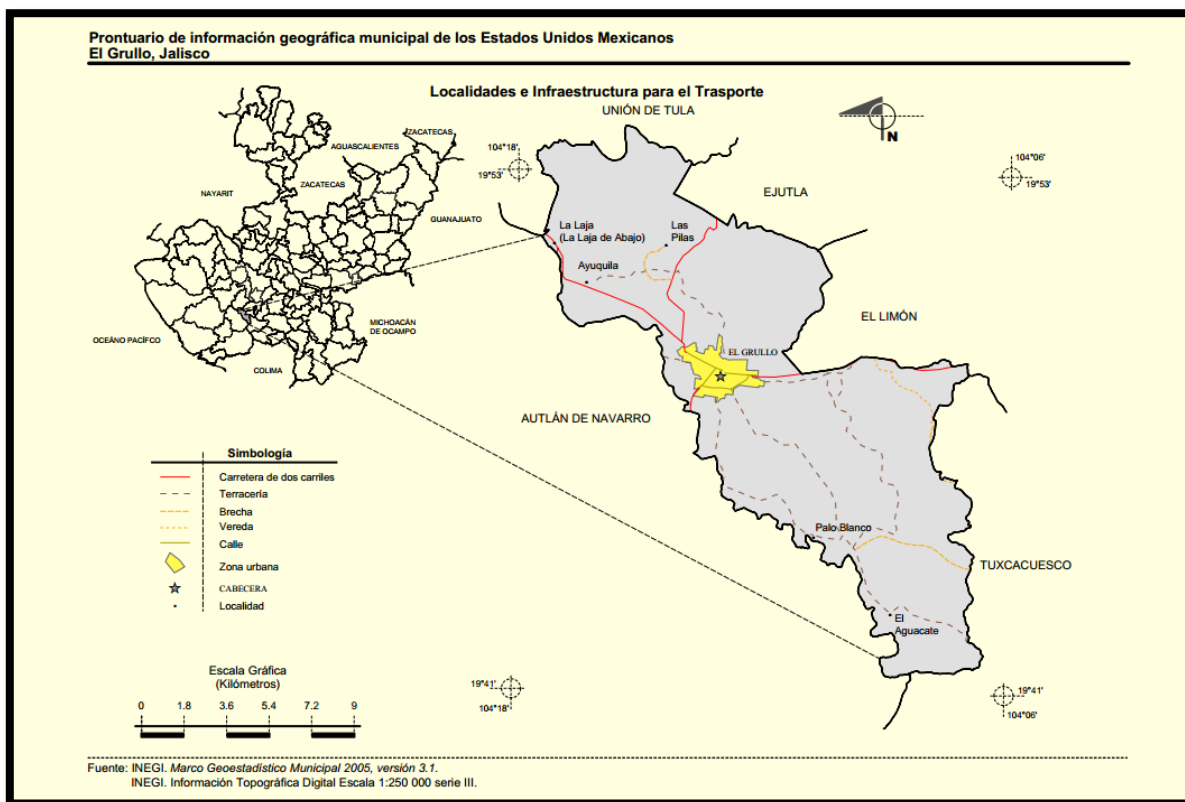 Prontuario de información geográfica municipal de los Estados Unidos Mexicanos
El Grullo, Jalisco
Localidades e Infraestructura para el Trasporte
UNIÓN DE TULA
N
ZACATECAS
AGUASCALIENTES
ZACATECAS
NAYARIT
GUANAJUATO
MICHOACÁN
DE OCAMPO
OCEÁNO PACÍFCO
COLIMA
104°18'
19°53'
104°06'
19°53'
EJUTLA
La Laja
(La Laja de Abajo)
Las
Pilas
Ayuquila
EL LIMÓN
EL GRULLO
AUTLÁN DE NAVARRO
Palo Blanco
TUXCACUESCO
El
Aguacate
19°41'
104°18'
19°41'
104°06'
Simbología
Carretera de dos carriles
Terracería
Brecha
Vereda
Calle
Zona urbana
CABECERA
Localidad
Escala Gráfica
(Kilómetros)
0 1.8 3.6 5.4 7.2 9
Fuente: INEGI. Marco Geoestadístico Municipal 2005, versión 3.1.
INEGI. Información Topográfica Digital Escala 1:250 000 serie III.